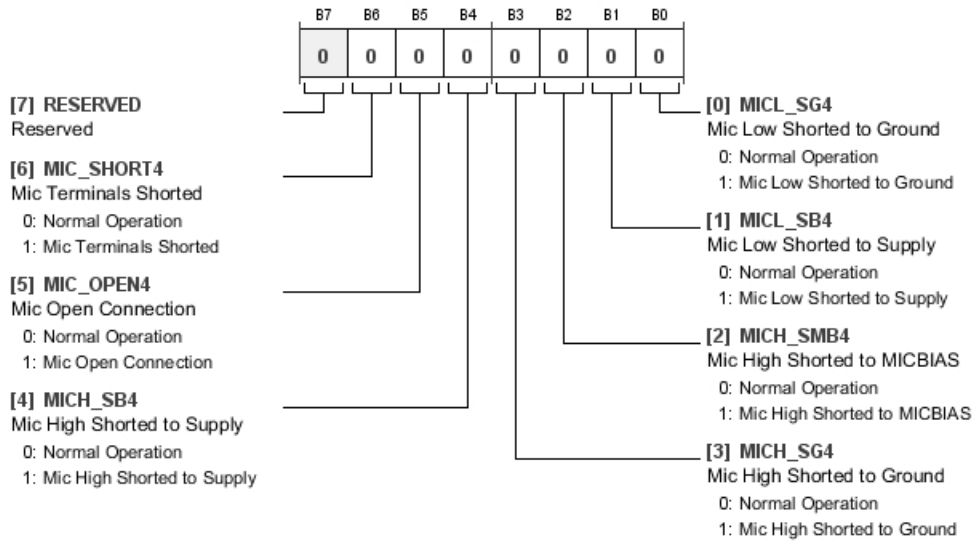 B7 B6 B5 B4 B3 B2 B1 B0
0 0 0 0 0 0 0 0
[7] RESERVED
Reserved
[6] MIC_SHORT4
Mic Terminals Shorted
0: Normal Operation
1: Mic Terminals Shorted
[5] MIC_OPEN4
Mic Open Connection
0: Normal Operation
1: Mic Open Connection
[4] MICH_SB4
Mic High Shorted to Supply
0: Normal Operation
1: Mic High Shorted to Supply
[0] MICL_SG4
Mic Low Shorted to Ground
0: Normal Operation
1: Mic Low Shorted to Ground
[1] MICL_SB4
Mic Low Shorted to Supply
0: Normal Operation
1: Mic Low Shorted to Supply
[2] MICH_SMB4
Mic High Shorted to MICBIAS
0: Normal Operation
1: Mic High Shorted to MICBIAS
[3] MICH_SG4
Mic High Shorted to Ground
0: Normal Operation
1: Mic High Shorted to Ground